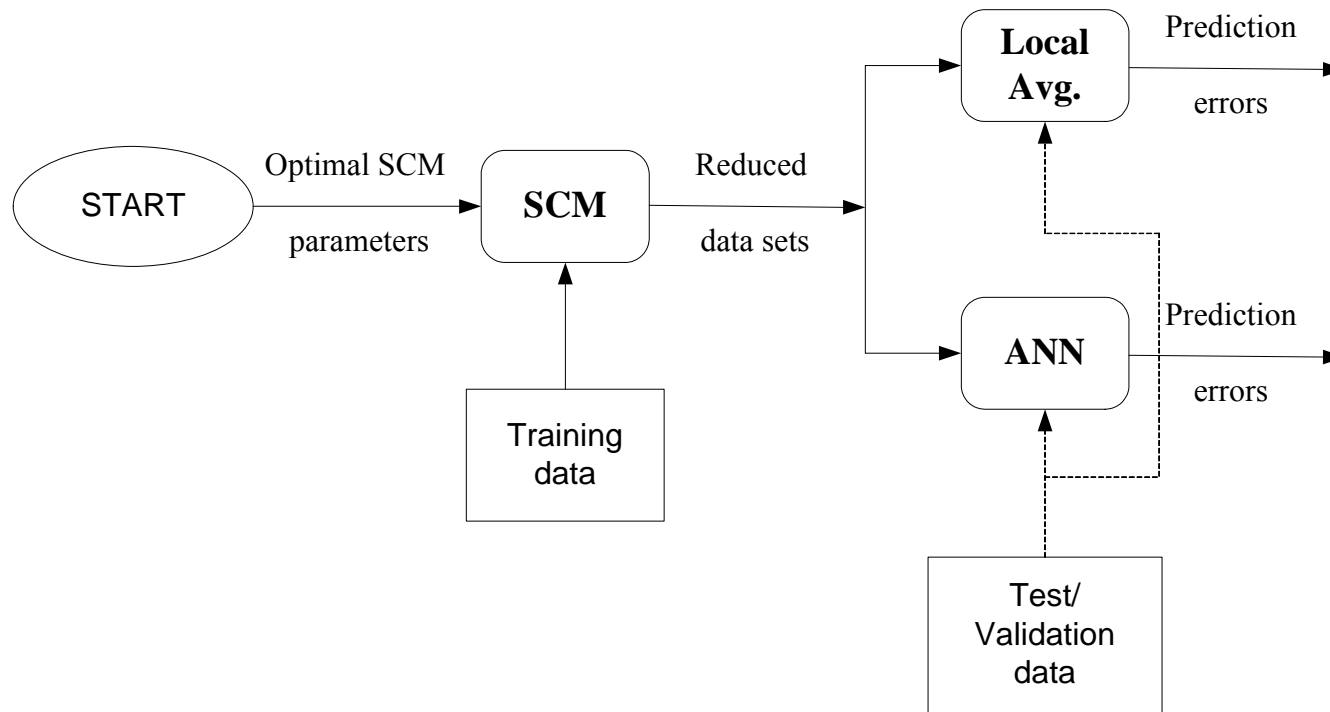 Local
Avg.
Prediction
errors
START
Optimal SCM
parameters
SCM
Reduced
data sets
ANN
Prediction
errors
Training
data
Test/
Validation
data